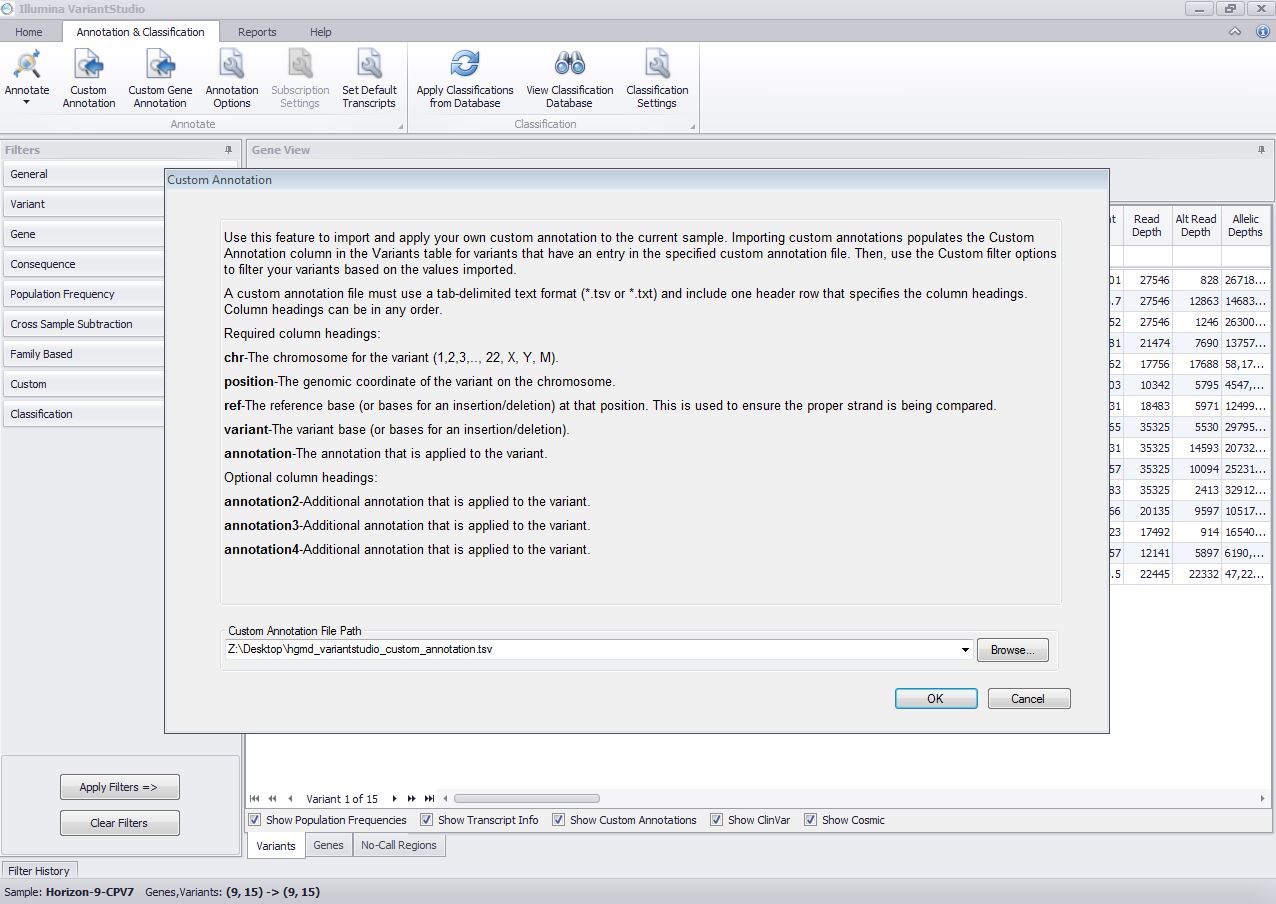 Illumina VariantStudio
Home Annotation & Classification Reports Help
Annotate
Custom Annotation
Custom Gene Annotation
Annotation Options
Subscription Settings
Set Default Transcripts
Apply Classifications from Database
View Classification Database
Classification Settings
Annotate
Classification
Filters
General
Variant
Gene
Consequence
Population Frequency
Cross Sample Subtraction
Family Based
Custom
Classification
Gene View
Custom Annotation
Use this feature to import and apply your own custom annotation to the current sample. Importing custom annotations populates the Custom
Annotation column in the Variants table for variants that have an entry in the specified custom annotation file. Then, use the Custom filter options
to filter your variants based on the values imported.
A custom annotation file must use a tab-delimited text format (*.tsv or *.txt) and include one header row that specifies the column headings.
Column headings can be in any order.
Required column headings:
chr-The chromosome for the variant (1,2,3,.., 22, X, Y, M).
position-The genomic coordinate of the variant on the chromosome.
ref-The reference base (or bases for an insertion/deletion) at that position. This is used to ensure the proper strand is being compared.
variant-The variant base (or bases for an insertion/deletion).
annotation-The annotation that is applied to the variant.
Optional column headings:
annotation2-Additional annotation that is applied to the variant.
annotation3-Additional annotation that is applied to the variant.
annotation4-Additional annotation that is applied to the variant.
Custom Annotation File Path
Z:\Desktop\hgmd_variantstudio_custom_annotation.tsv
Browse...
OK Cancel
Read Depth Alt Read Depth Allelic Depths
01 27546 828 26718...
.7 27546 12863 14683...
52 27546 1246 26300...
81 21474 7690 13757...
62 17756 17688 58,17...
03 10342 5795 4547,...
31 18483 5971 12499...
65 35325 5530 29795...
31 35325 14593 20732...
57 35325 10094 25231...
83 35325 2413 32912...
66 20135 9597 10517...
23 17492 914 16540...
57 12141 5897 6190,...
.5 22445 22332 47,22...
Apply Filters =>
Clear Filters
Variant 1 of 15
Show Population Frequencies Show Transcript Info Show Custom Annotations Show ClinVar Show Cosmic
Variants Genes No-Call Regions
Filter History
Sample: Horizon-9-CPV7 Genes,Variants: (9, 15) -> (9, 15)